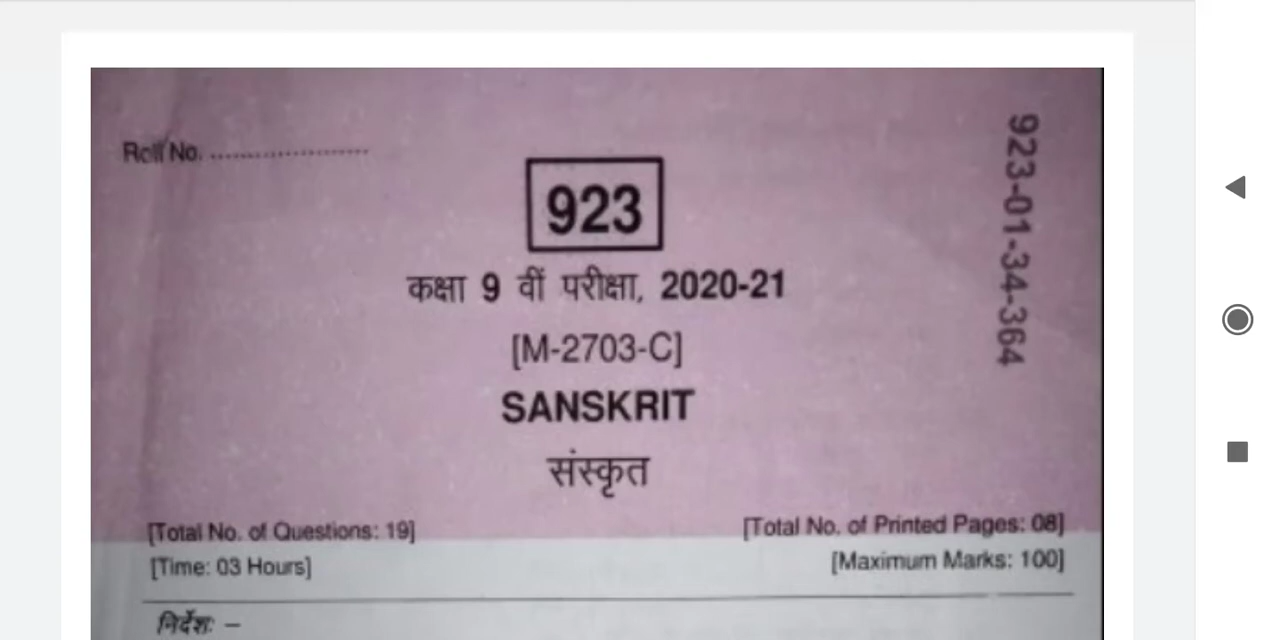 Roll No. ....................
923
923-01-34-364
कक्षा 9 वीं परीक्षा, 2020-21
[M-2703-C]
SANSKRIT
संस्कृत
[Total No. of Questions: 19]
[Total No. of Printed Pages: 08]
[Time: 03 Hours]
[Maximum Marks: 100]
निर्देशः –